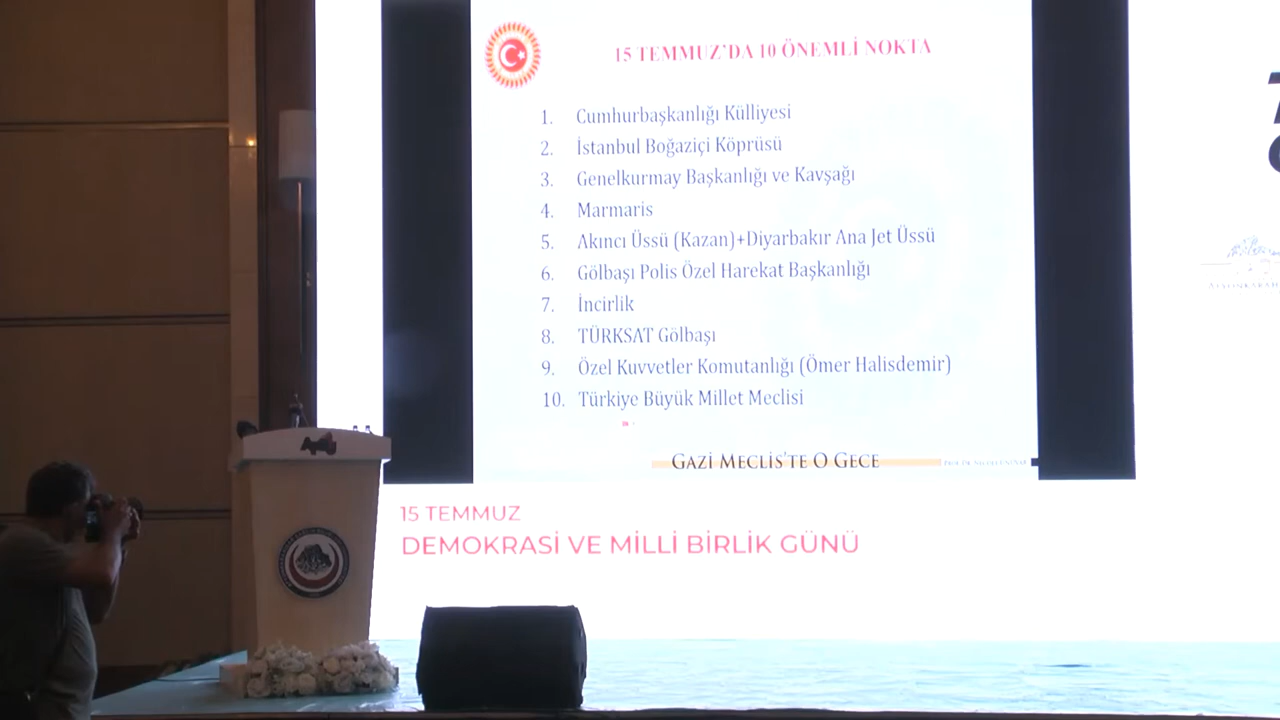 15 TEMMUZ'DA 10 ÖNEMLİ NOKTA
1. Cumhurbaşkanlığı Külliyesi
2. İstanbul Boğaziçi Köprüsü
3. Genelkurmay Başkanlığı ve Kavşağı
4. Marmaris
5. Akıncı Üssü (Kazan)+Diyarbakır Ana Jet Üssü
6. Gölbaşı Polis Özel Harekat Başkanlığı
7. İncirlik
8. TÜRKSAT Gölbaşı
9. Özel Kuvvetler Komutanlığı (Ömer Halisdemir)
10. Türkiye Büyük Millet Meclisi
GAZİ MECLİS'TE O GECE
15 TEMMUZ
DEMOKRASİ VE MİLLİ BİRLİK GÜNÜ